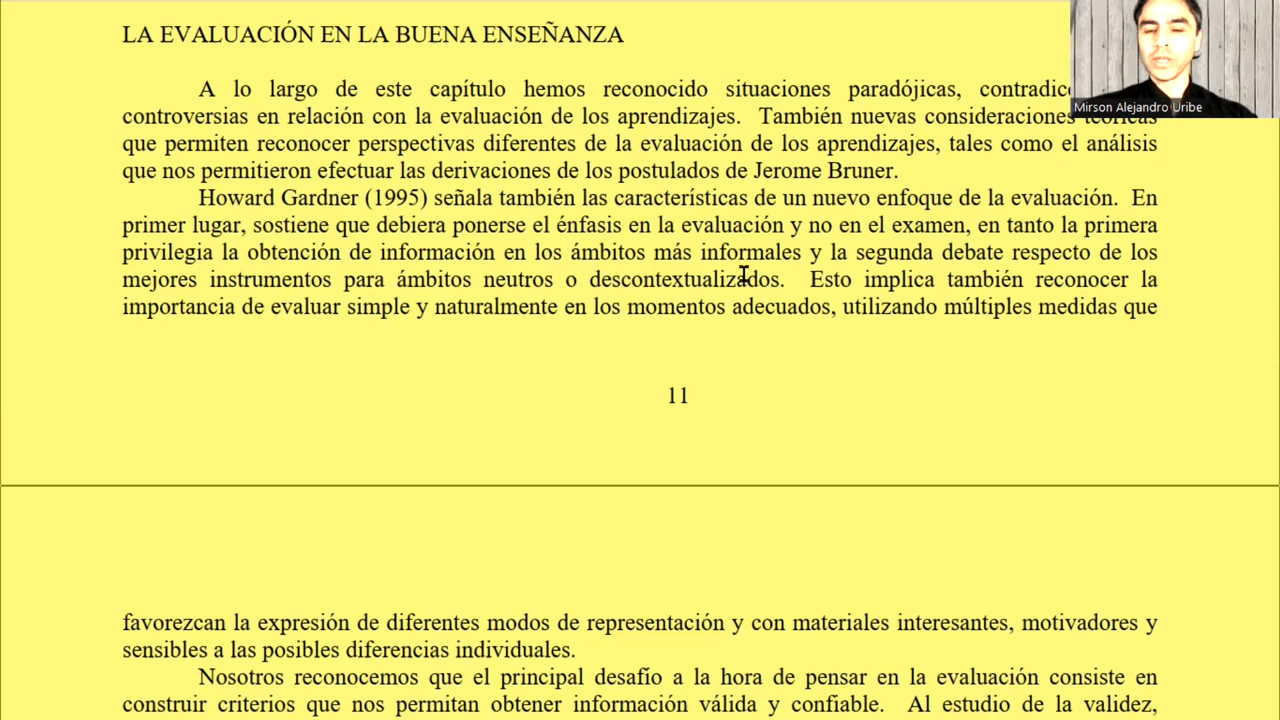 LA EVALUACIÓN EN LA BUENA ENSEÑANZA
A lo largo de este capítulo hemos reconocido situaciones paradójicas,
Mirson Alejandro Uribe
controversias en relación con la evaluación de los aprendizajes. También nuevas consideraciones teóricas
que permiten reconocer perspectivas diferentes de la evaluación de los aprendizajes, tales como el análisis
que nos permitieron efectuar las derivaciones de los postulados de Jerome Bruner.
Howard Gardner (1995) señala también las características de un nuevo enfoque de la evaluación. En
primer lugar, sostiene que debiera ponerse el énfasis en la evaluación y no en el examen, en tanto la primera
privilegia la obtención de información en los ámbitos más informales y la segunda debate respecto de los
mejores instrumentos para ámbitos neutros o descontextualizados. Esto implica también reconocer la
importancia de evaluar simple y naturalmente en los momentos adecuados, utilizando múltiples medidas que
11
favorezcan la expresión de diferentes modos de representación y con materiales interesantes, motivadores y
sensibles a las posibles diferencias individuales.
Nosotros reconocemos que el principal desafío a la hora de pensar en la evaluación consiste en
construir criterios que nos permitan obtener información válida y confiable. Al estudio de la validez,